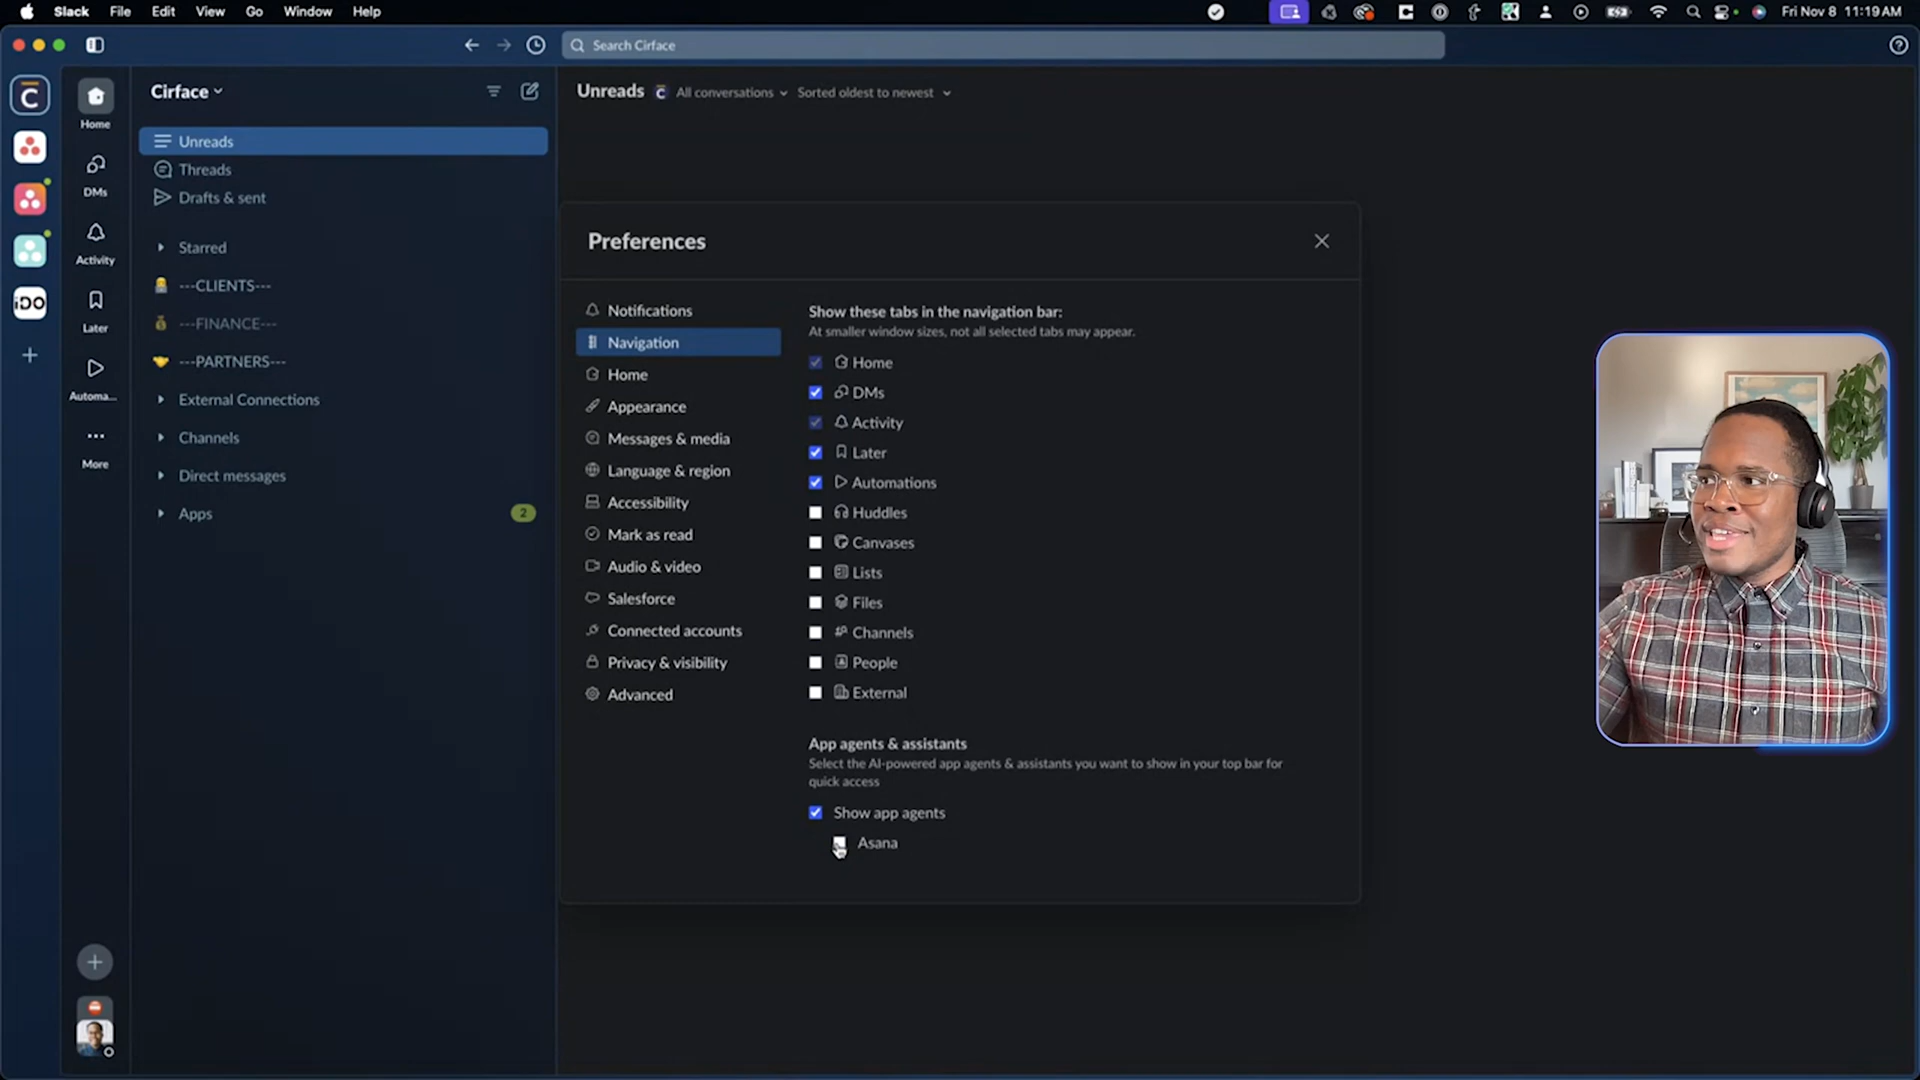 Slack File Edit View Go Window Help
Fri Nov 8 11:19 AM
Search Cirface
C
Home
DMs
Activity
Later
Automa...
More
iDO
Cirface
Unreads
Threads
Drafts & sent
Starred
---CLIENTS---
---FINANCE---
---PARTNERS---
External Connections
Channels
Direct messages
Apps 2
Unreads C All conversations Sorted oldest to newest
Preferences
Notifications
Navigation
Home
Appearance
Messages & media
Language & region
Accessibility
Mark as read
Audio & video
Salesforce
Connected accounts
Privacy & visibility
Advanced
Show these tabs in the navigation bar:
At smaller window sizes, not all selected tabs may appear.
Home
DMs
Activity
Later
Automations
Huddles
Canvases
Lists
Files
Channels
People
External
App agents & assistants
Select the AI-powered app agents & assistants you want to show in your top bar for
quick access
Show app agents
Asana